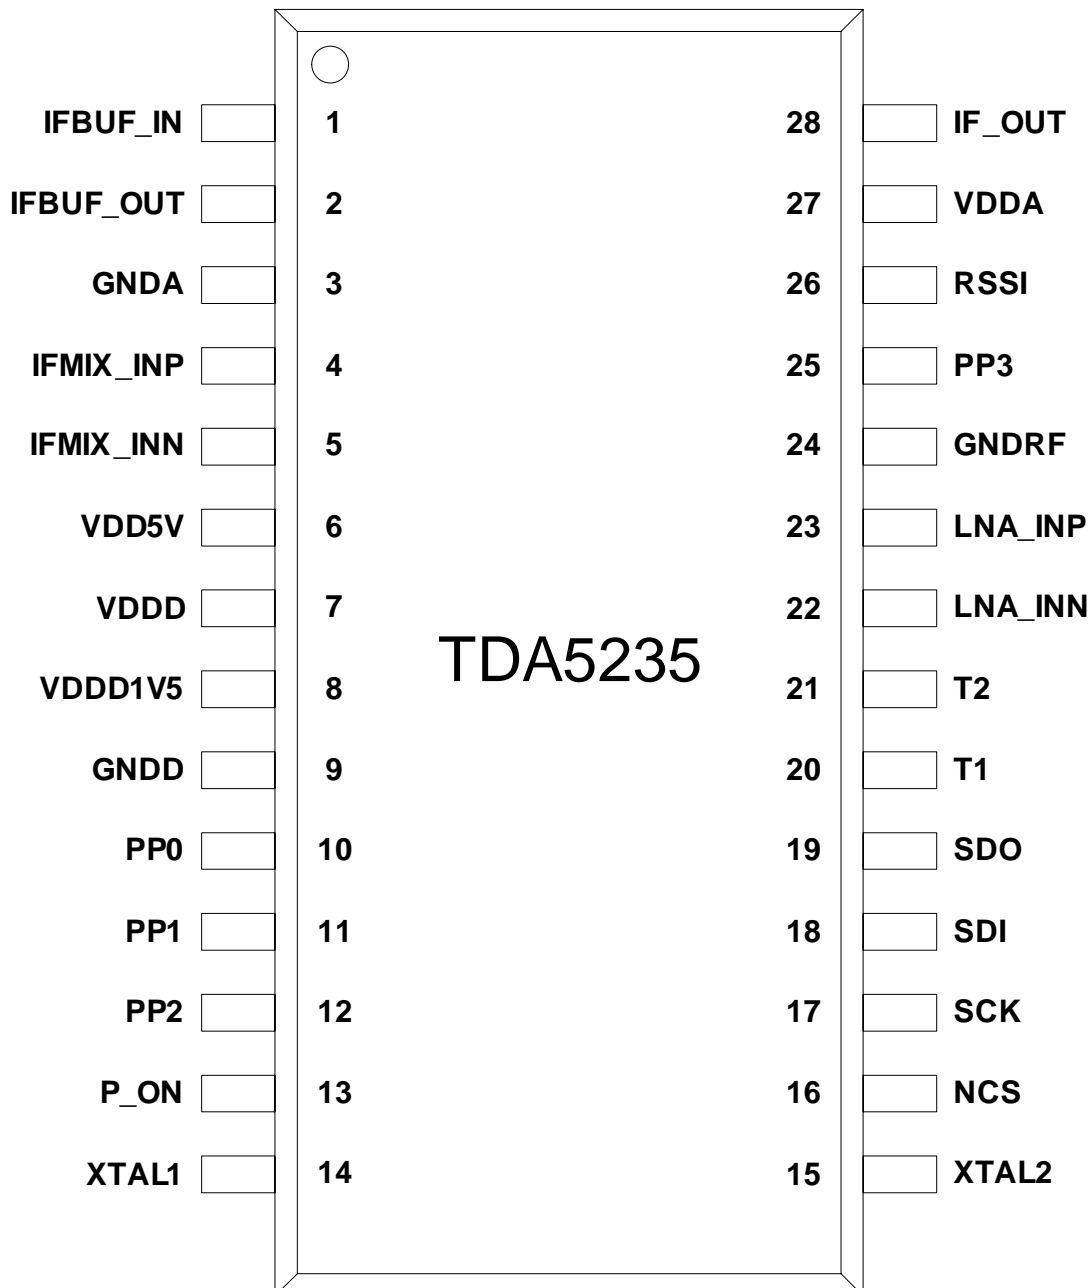 IFBUF_IN 1 28 IF_OUT
IFBUF_OUT 2 27 VDDA
GNDA 3 26 RSSI
IFMIX_INP 4 25 PP3
IFMIX_INN 5 24 GNDRF
VDD5V 6 23 LNA_INP
VDDD 7 22 LNA_INN
TDA5235
VDDD1V5 8 21 T2
GNDD 9 20 T1
PP0 10 19 SDO
PP1 11 18 SDI
PP2 12 17 SCK
P_ON 13 16 NCS
XTAL1 14 15 XTAL2